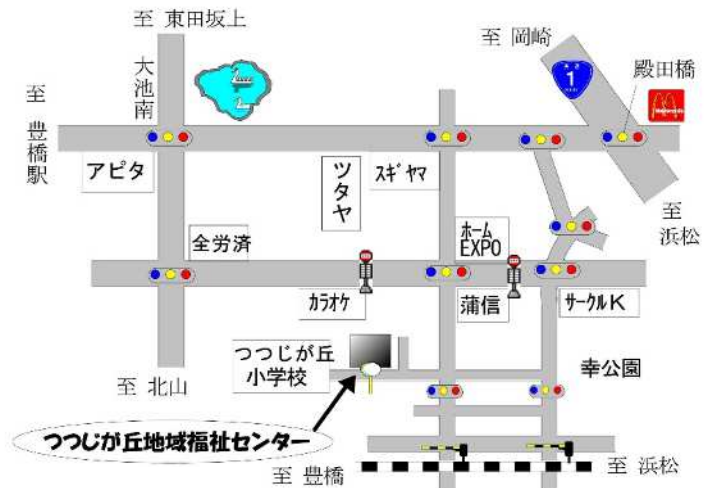 至 東田坂上
大池南
至 岡崎
1
殿田橋
McDonald's
至 豊橋駅
アピタ
ツタヤ
スギヤマ
至 浜松
全労済
ホーム
EXPO
カラオケ
蒲信
サークルK
つつじが丘
小学校
幸公園
至 北山
つつじが丘地域福祉センター
至 豊橋
至 浜松